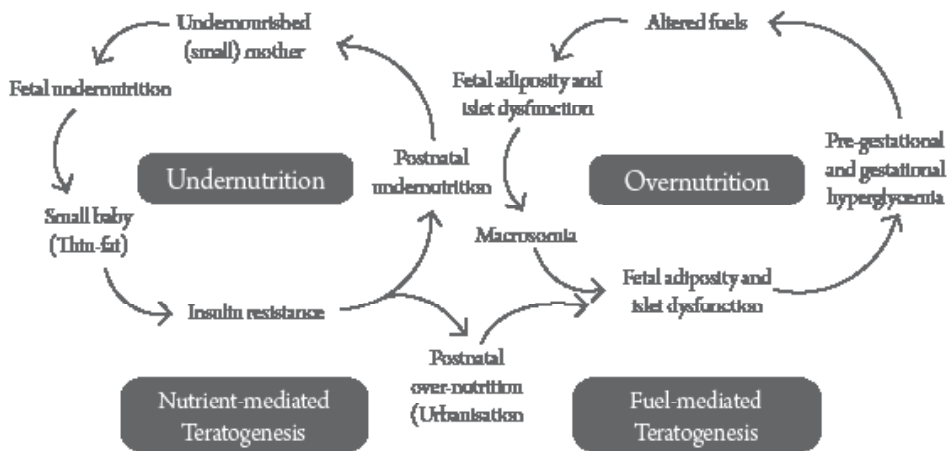 Undernourished
(small) mother
Fetal undernutrition
Small baby
(Thin-fat)
Insulin resistance
Postnatal
undernutrition
Undernutrition
Nutrient-mediated
Teratogenesis
Postnatal
over-nutrition
(Urbanisation
Altered fuels
Fetal adiposity and
islet dysfunction
Macrosomia
Fetal adiposity and
islet dysfunction
Pre-gestational
and gestational
hyperglycemia
Overnutrition
Fuel-mediated
Teratogenesis